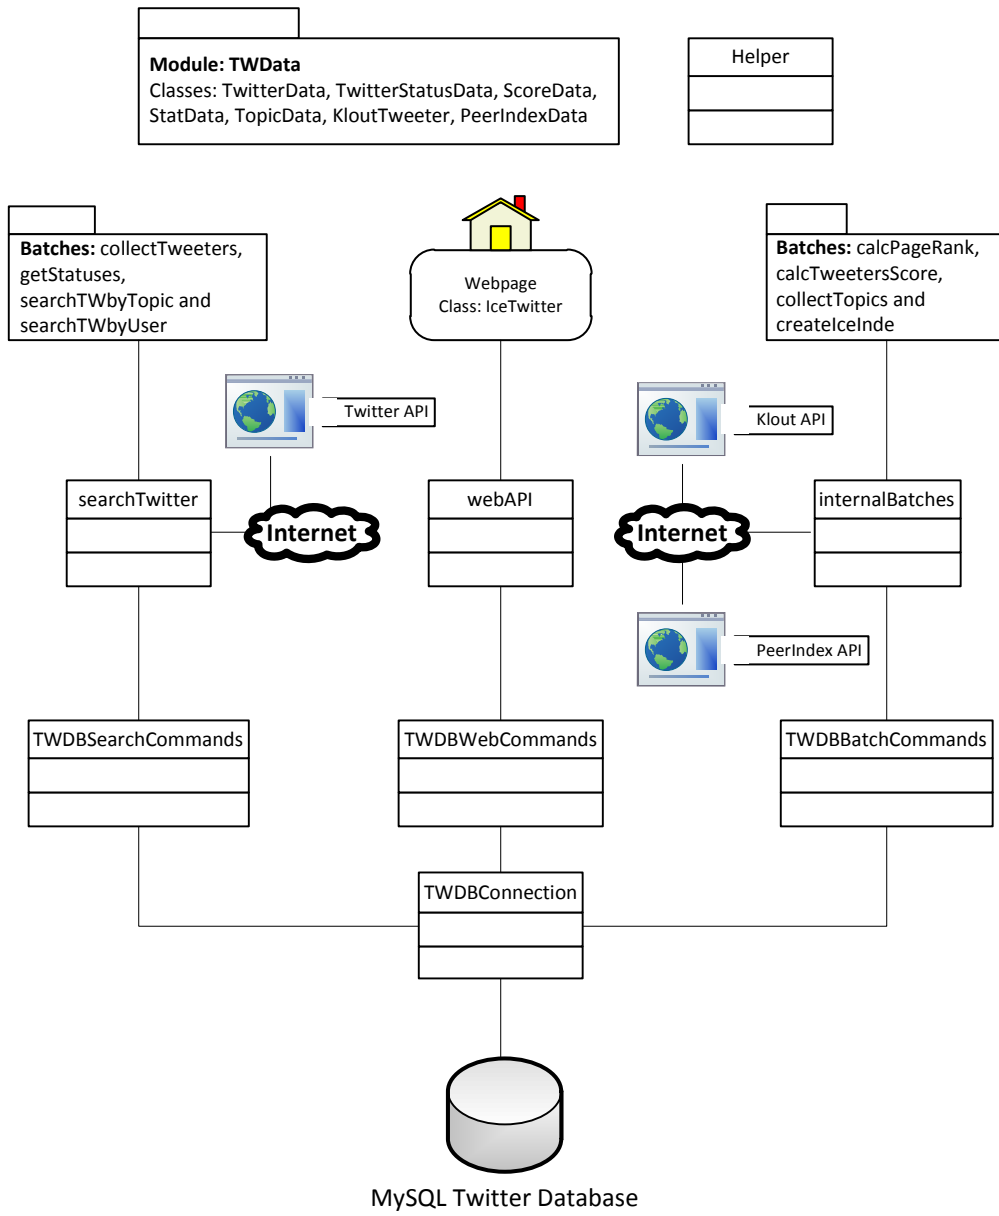 Module: TWData
Classes: TwitterData, TwitterStatusData, ScoreData,
StatData, TopicData, KloutTweeter, PeerIndexData
Helper
Batches: collectTweeters,
getStatuses,
searchTWbyTopic and
searchTWbyUser
Webpage
Class: IceTwitter
Batches: calcPageRank,
calcTweetersScore,
collectTopics and
createIceInde
Twitter API
Klout API
searchTwitter
Internet
webAPI
Internet
internalBatches
PeerIndex API
TWDBSearchCommands
TWDBWebCommands
TWDBBatchCommands
TWDBConnection
MySQL Twitter Database